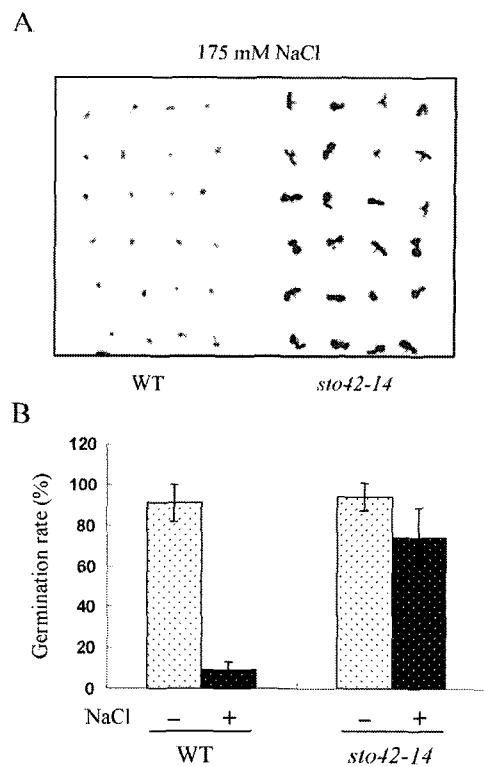 A
175 mM NaCl
WT sto42-14
B
Germination rate (%)
120
100
80
60
40
20
0
NaCl − + − +
WT sto42-14